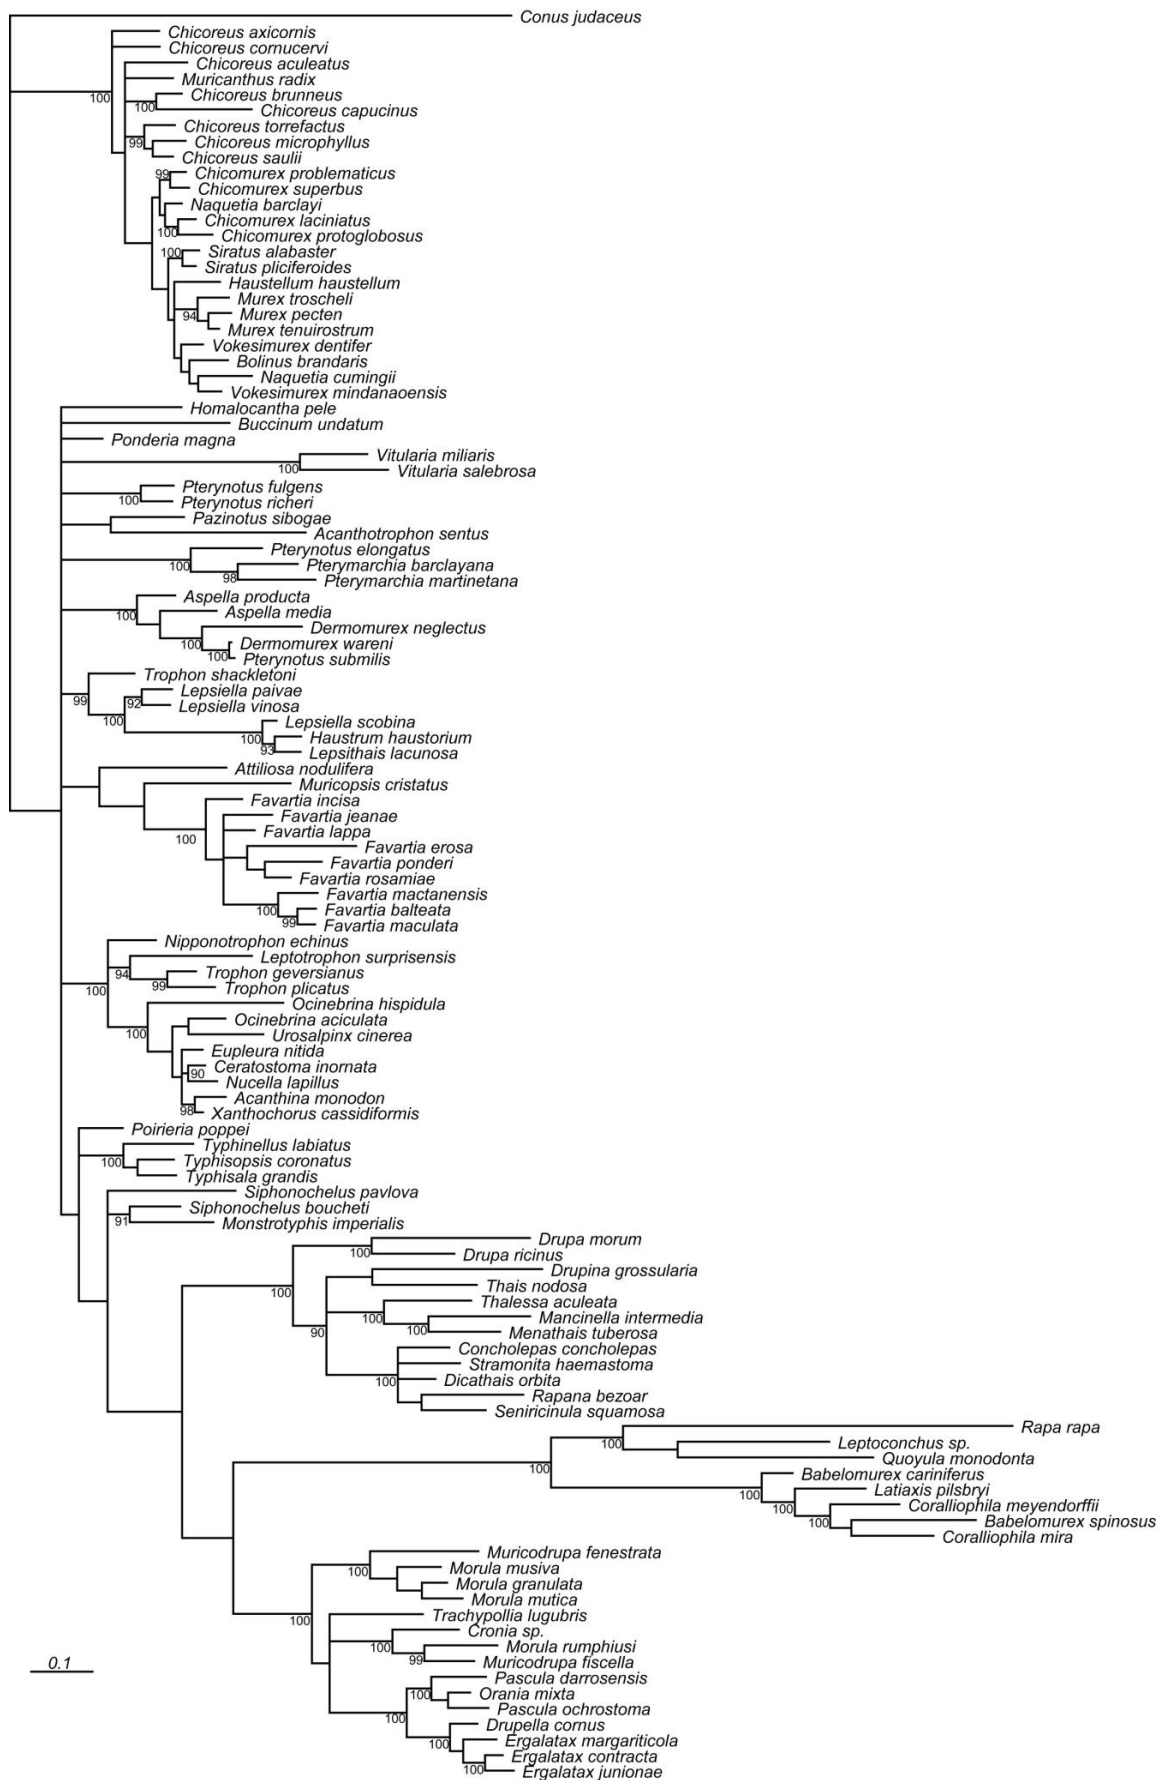 Conus judaceus
Chicoreus axicornis
Chicoreus cornucervi
Chicoreus aculeatus
Muricanthus radix
100
Chicoreus brunneus
100
Chicoreus capucinus
Chicoreus torrefactus
99
Chicoreus microphyllus
Chicoreus saulii
99
Chicomurex problematicus
Chicomurex superbus
Naquetia barclayi
Chicomurex laciniatus
100
Chicomurex protoglobosus
100
Siratus alabaster
Siratus pliciferoides
Haustellum haustellum
Murex troscheli
94
Murex pecten
Murex tenuirostrum
Vokesimurex dentifer
Bolinus brandaris
Naquetia cumingii
Vokesimurex mindanaoensis
Homalocantha pele
Buccinum undatum
Ponderia magna
Vitularia miliaris
100
Vitularia salebrosa
Pterynotus fulgens
100
Pterynotus richeri
Pazinotus sibogae
Acanthotrophon sentus
Pterynotus elongatus
100
Pterymarchia barclayana
98
Pterymarchia martinetana
Aspella producta
100
Aspella media
Dermomurex neglectus
100
Dermomurex wareni
100
Pterynotus submilis
Trophon shackletoni
99
Lepsiella paivae
92
Lepsiella vinosa
100
Lepsiella scobina
100
Haustrum haustorium
93
Lepsithais lacunosa
Attiliosa nodulifera
Muricopsis cristatus
Favartia incisa
Favartia jeanae
100
Favartia lappa
Favartia erosa
Favartia ponderi
Favartia rosamiae
Favartia mactanensis
100
Favartia balteata
99
Favartia maculata
Nipponotrophon echinus
Leptotrophon surprisensis
94
Trophon geversianus
99
Trophon plicatus
100
Ocinebrina hispidula
Ocinebrina aciculata
100
Urosalpinx cinerea
Eupleura nitida
Ceratostoma inornata
90
Nucella lapillus
Acanthina monodon
98
Xanthochorus cassidiformis
Poirieria poppei
Typhinellus labiatus
100
Typhisopsis coronatus
Typhisala grandis
Siphonochelus pavlova
Siphonochelus boucheti
91
Monstrotyphis imperialis
Drupa morum
100
Drupa ricinus
Drupina grossularia
100
Thais nodosa
Thalessa aculeata
100
Mancinella intermedia
100
Menathais tuberosa
90
Concholepas concholepas
Stramonita haemastoma
100
Dicathais orbita
Rapana bezoar
Seniricinula squamosa
Rapa rapa
100
Leptoconchus sp.
Quoyula monodonta
100
Babelomurex cariniferus
100
Latiaxis pilsbryi
100
Coralliophila meyendorffii
100
Babelomurex spinosus
Coralliophila mira
Muricodrupa fenestrata
100
Morula musiva
Morula granulata
Morula mutica
100
Trachypollia lugubris
Cronia sp.
100
Morula rumphiusi
99
Muricodrupa fiscella
0.1
Pascula darrosensis
100
Orania mixta
Pascula ochrostoma
100
Drupella cornus
100
Ergalatax margariticola
Ergalatax contracta
100
Ergalatax junionae